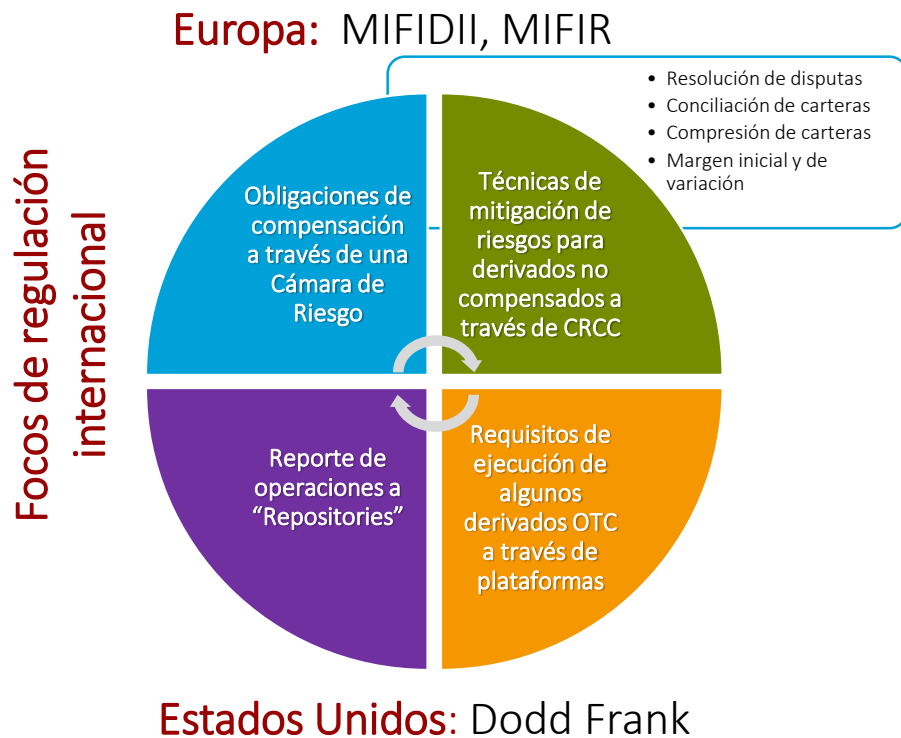 Europa: MIFIDII, MIFIR
• Resolución de disputas
• Conciliación de carteras
• Compresión de carteras
• Margen inicial y de
variación
Focos de regulación
internacional
Obligaciones de
compensación
a través de una
Cámara de
Riesgo
Técnicas de
mitigación de
riesgos para
derivados no
compensados a
través de CRCC
Reporte de
operaciones a
“Repositories”
Requisitos de
ejecución de
algunos
derivados OTC
a través de
plataformas
Estados Unidos: Dodd Frank